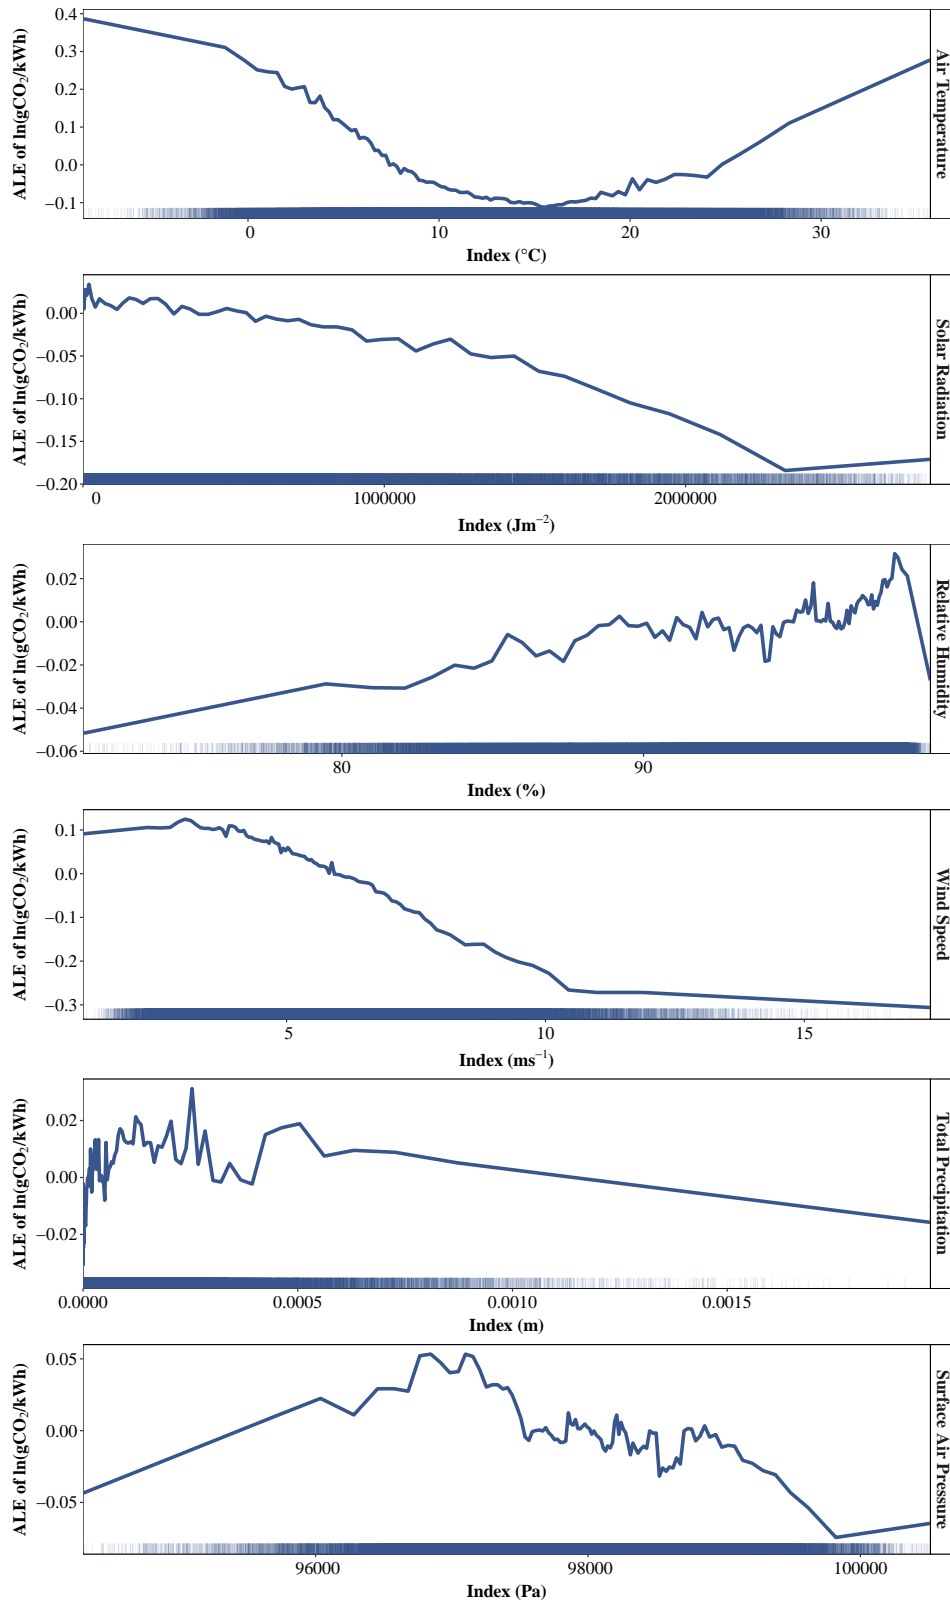 ALE of ln(gCO₂/kWh)
0.4
0.3
0.2
0.1
0.0
−0.1
0 10 20 30
Index (°C)
Air Temperature
ALE of ln(gCO₂/kWh)
0.00
−0.05
−0.10
−0.15
−0.20
0 1000000 2000000
Index (Jm⁻²)
Solar Radiation
ALE of ln(gCO₂/kWh)
0.02
0.00
−0.02
−0.04
−0.06
80 90
Index (%)
Relative Humidity
ALE of ln(gCO₂/kWh)
0.1
0.0
−0.1
−0.2
−0.3
5 10 15
Index (ms⁻¹)
Wind Speed
ALE of ln(gCO₂/kWh)
0.02
0.00
−0.02
0.0000 0.0005 0.0010 0.0015
Index (m)
Total Precipitation
ALE of ln(gCO₂/kWh)
0.05
0.00
−0.05
96000 98000 100000
Index (Pa)
Surface Air Pressure